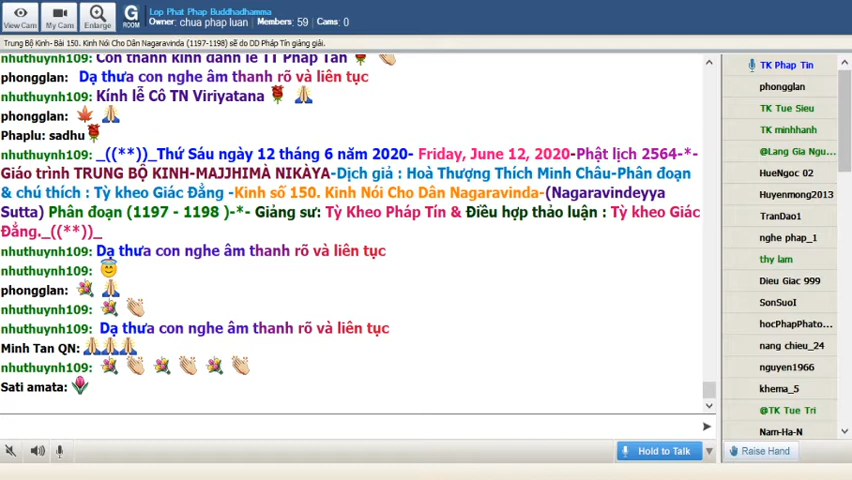 Lop Phat Phap Buddhadhamma
Owner: chua phap luan Members: 59 Cams: 0
View Cam
My Cam
Enlarge
G
ROOM
Trung Bộ Kinh- Bài 150. Kinh Nói Cho Dân Nagaravinda (1197-1198) sẽ do DD Pháp Tín giảng giải.
nhuthuynh109: Con thành kính đảnh lễ TT Pháp Tân
phongglan: Dạ thưa con nghe âm thanh rõ và liên tục
nhuthuynh109: Kính lễ Cô TN Viriyatana
phongglan:
Phaplu: sadhu
nhuthuynh109: _((**))_Thứ Sáu ngày 12 tháng 6 năm 2020- Friday, June 12, 2020-Phật lịch 2564-*-
Giáo trình TRUNG BỘ KINH-MAJJHIMÀ NIKÀYA-Dịch giả : Hoà Thượng Thích Minh Châu-Phân đoạn
& chú thích : Tỳ kheo Giác Đẳng -Kinh số 150. Kinh Nói Cho Dân Nagaravinda-(Nagaravindeyya
Sutta) Phân đoạn (1197 - 1198 )-*- Giảng sư: Tỳ Kheo Pháp Tín & Điều hợp thảo luận : Tỳ kheo Giác
Đẳng._((**))_
nhuthuynh109: Dạ thưa con nghe âm thanh rõ và liên tục
nhuthuynh109:
phongglan:
nhuthuynh109:
nhuthuynh109: Dạ thưa con nghe âm thanh rõ và liên tục
Minh Tan QN:
nhuthuynh109:
Sati amata:
Hold to Talk
TK Phap Tin
phongglan
TK Tue Sieu
TK minhhanh
@Lang Gia Ngu...
HueNgoc 02
Huyenmong2013
TranDao1
nghe phap_1
thy lam
Dieu Giac 999
SonSuoI
hocPhapPhato...
nang chieu_24
nguyen1966
khema_5
@TK Tue Tri
Nam-Ha-N
Raise Hand